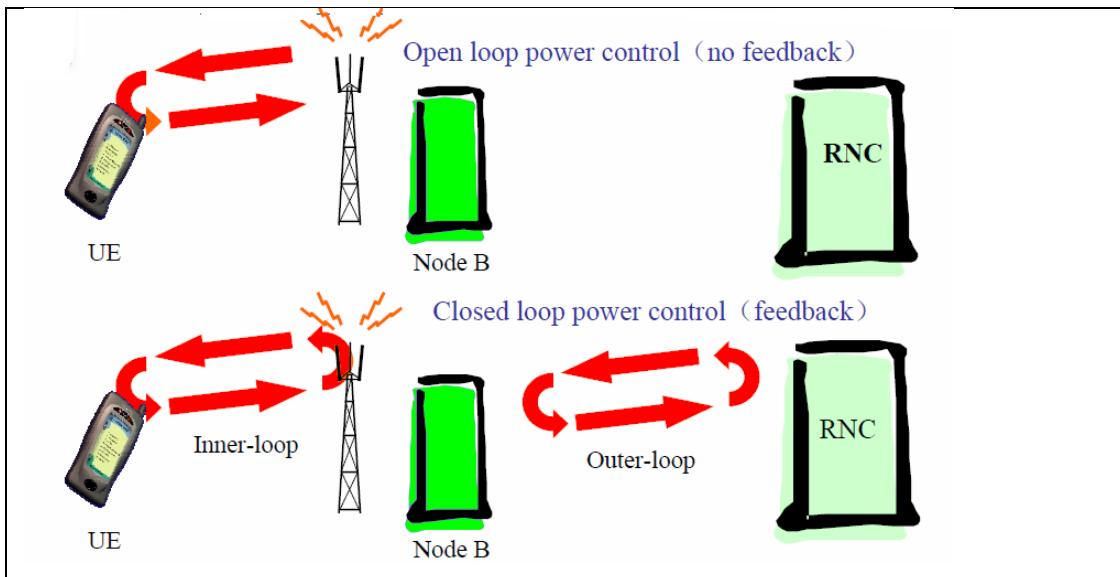 Open loop power control（no feedback）
RNC
UE
Node B
Closed loop power control（feedback）
Inner-loop
Outer-loop
RNC
UE
Node B